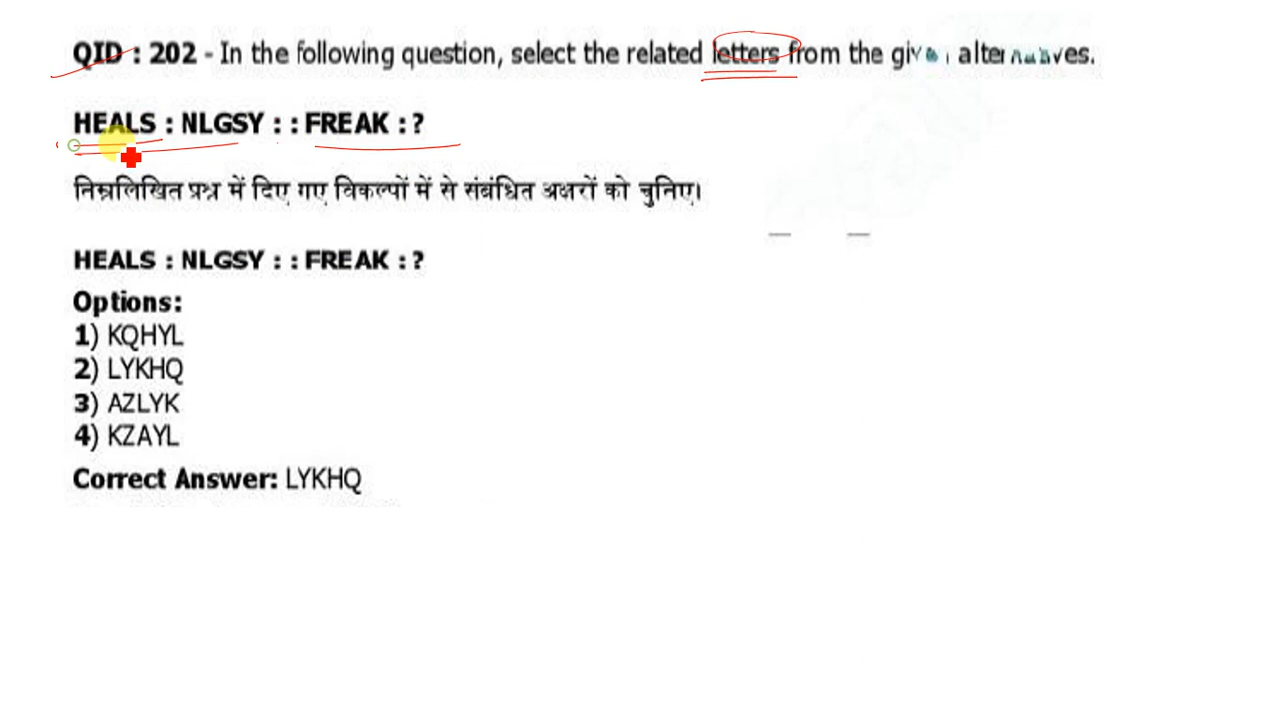 QID : 202 - In the following question, select the related letters from the alternatives.
HEALS : NLGSY : : FREAK : ?
निम्नलिखित प्रश्न में दिए गए विकल्पों में से संबंधित अक्षरों को चुनिए।
HEALS : NLGSY : : FREAK : ?
Options:
1) KQHYL
2) LYKHQ
3) AZLYK
4) KZAYL
Correct Answer: LYKHQ